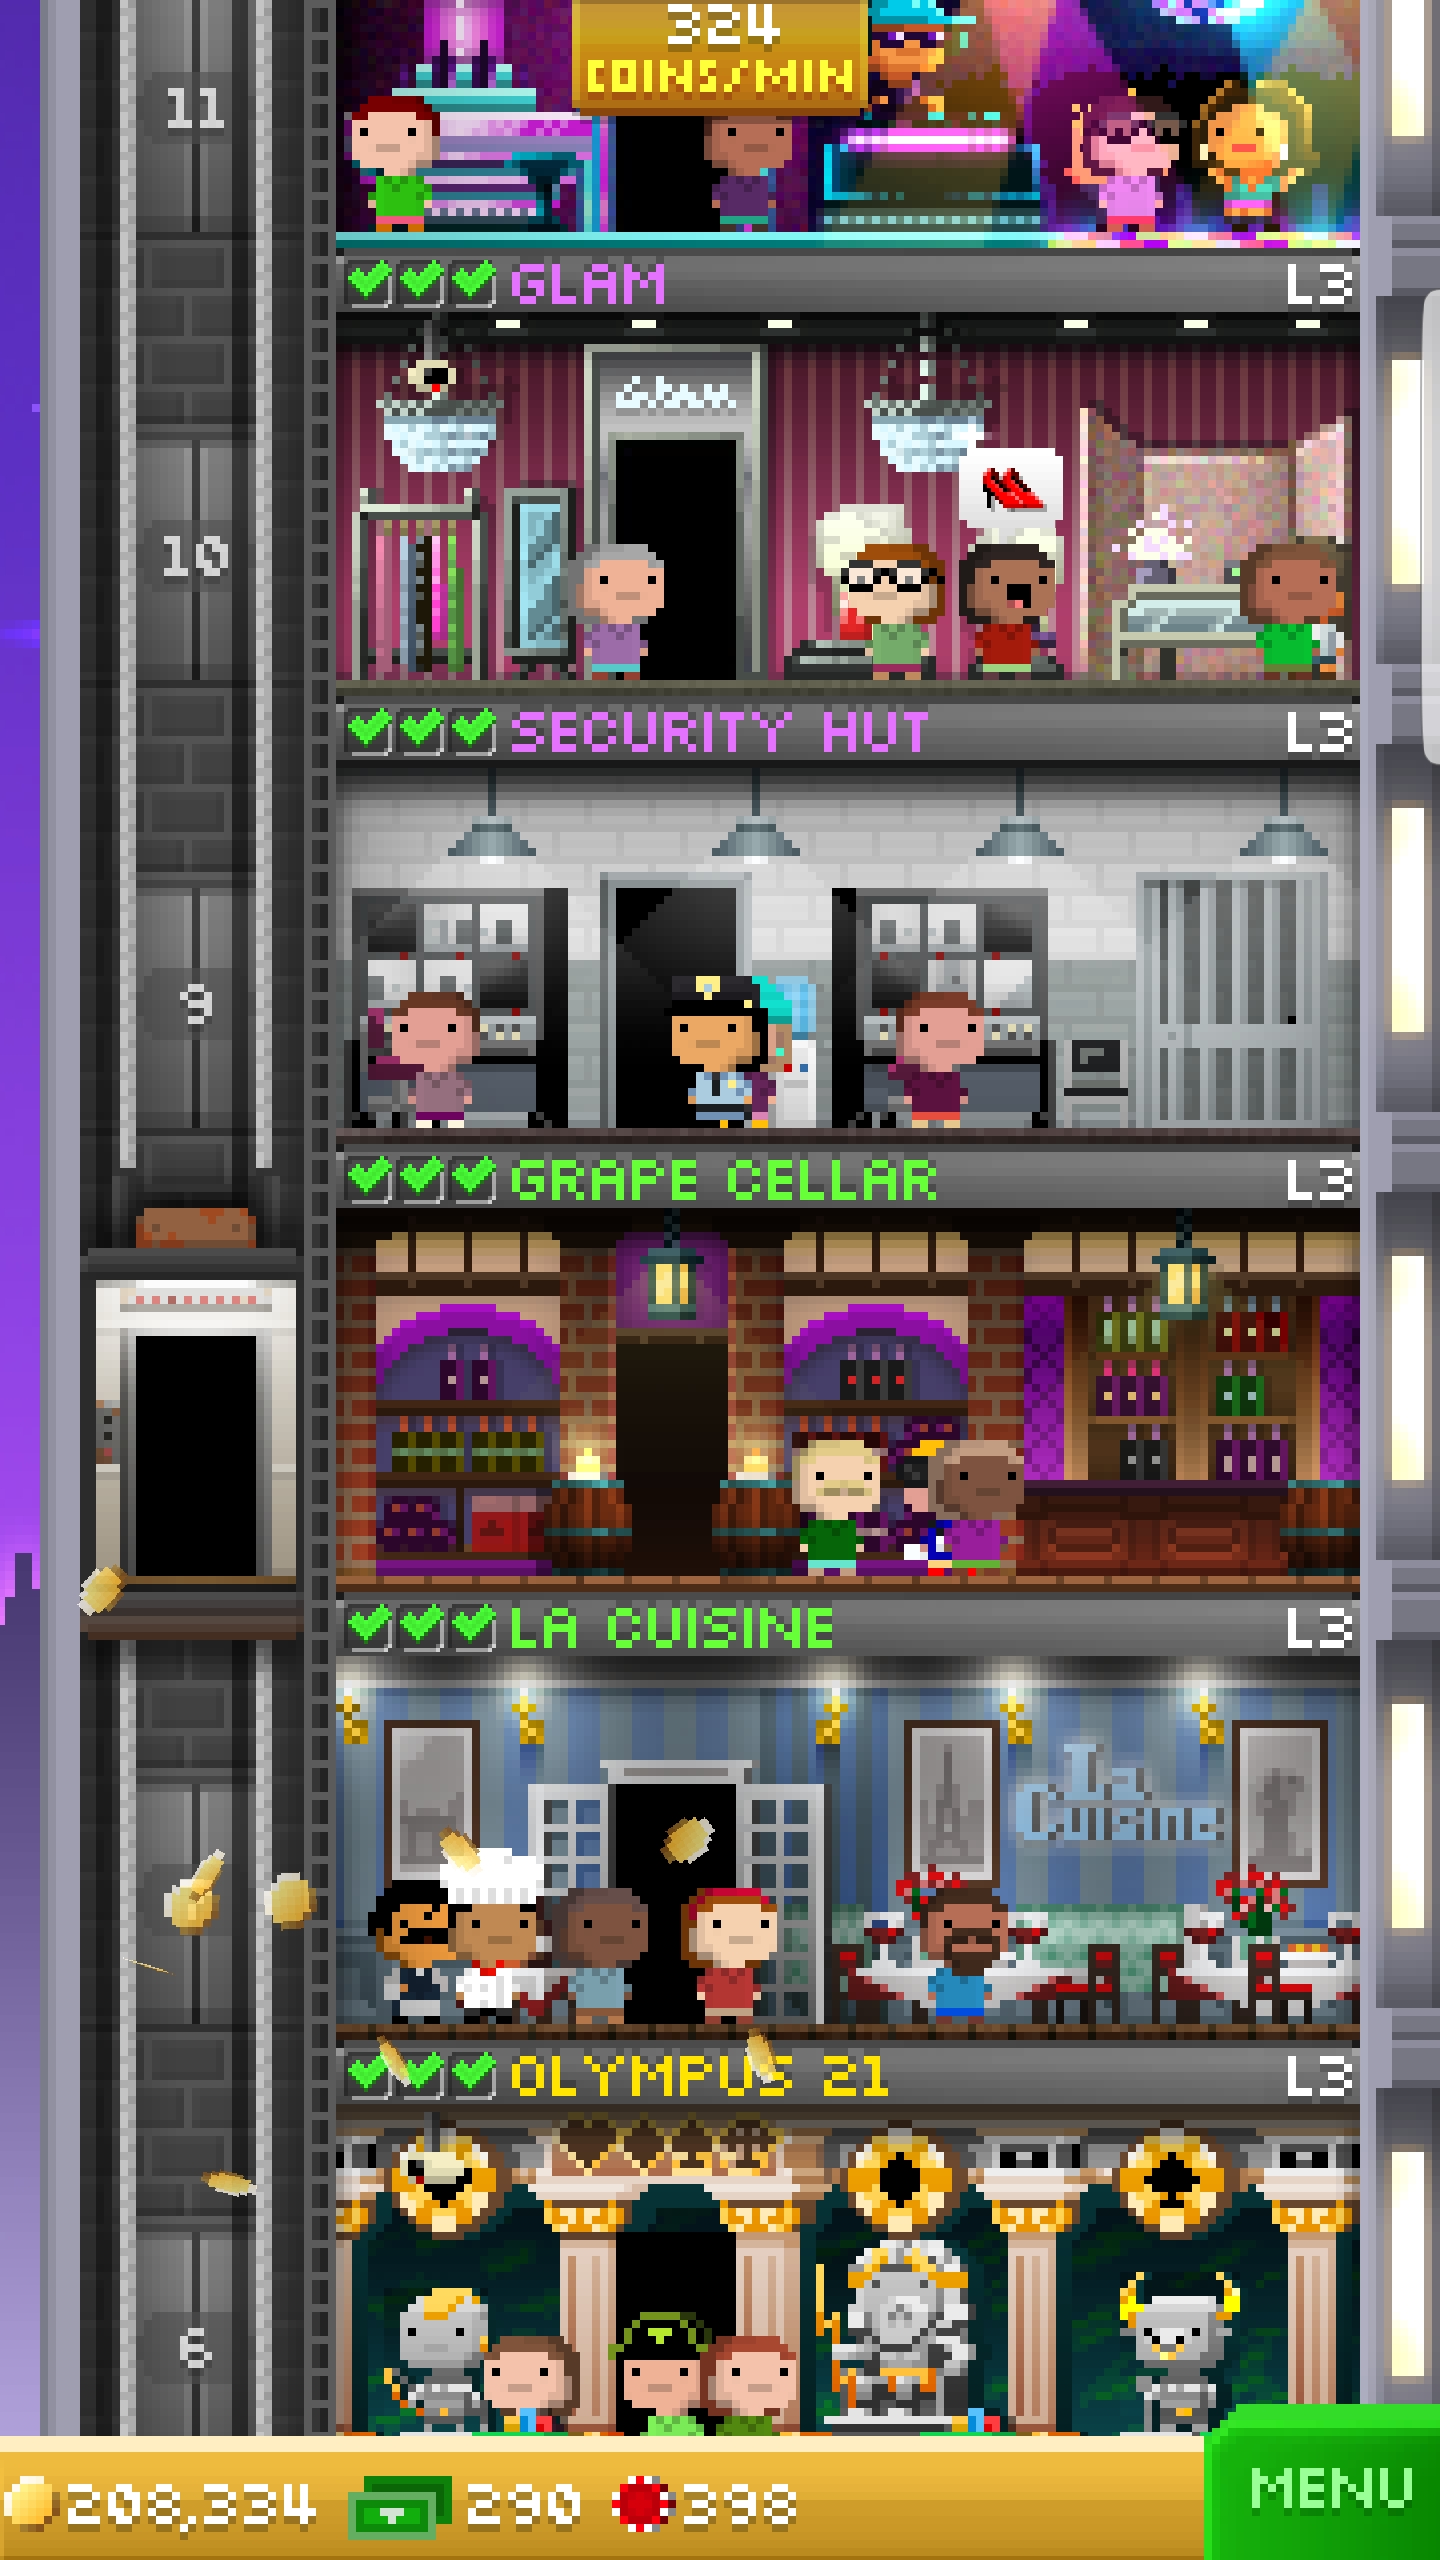 324
COINS/MIN
11
GLAM L3
Glam
10
SECURITY HUT L3
9
GRAPE CELLAR L3
LA CUISINE L3
La
Cuisine
OLYMPUS 21 L3
6
208,334 290 398
MENU